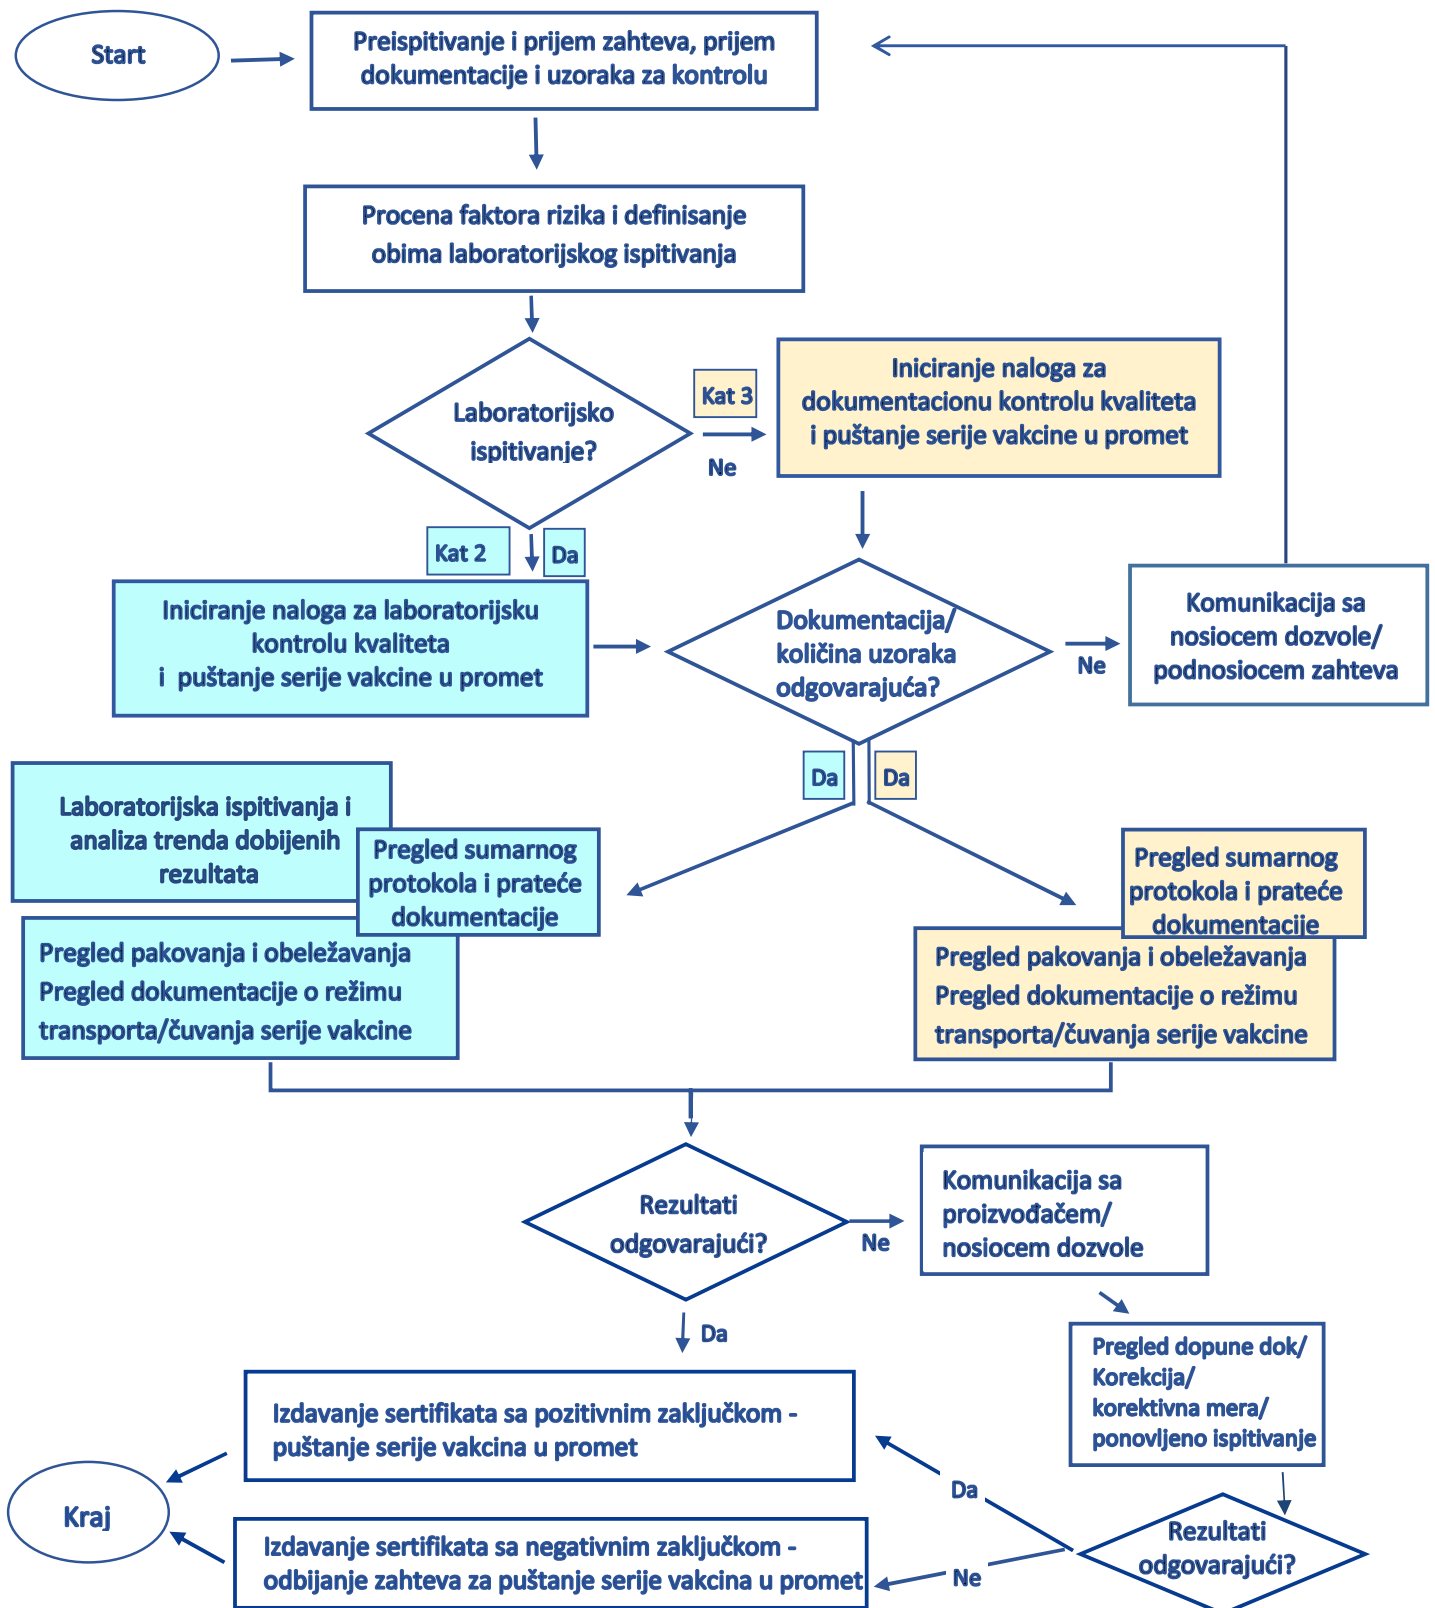 Start
Preispitivanje i prijem zahteva, prijem
dokumentacije i uzoraka za kontrolu
Procena faktora rizika i definisanje
obima laboratorijskog ispitivanja
Laboratorijsko
ispitivanje?
Kat 3
Ne
Iniciranje naloga za
dokumentacionu kontrolu kvaliteta
i puštanje serije vakcine u promet
Kat 2
Da
Iniciranje naloga za laboratorijsku
kontrolu kvaliteta
i puštanje serije vakcine u promet
Dokumentacija/
količina uzoraka
odgovarajuća?
Ne
Komunikacija sa
nosiocem dozvole/
podnosiocem zahteva
Da
Da
Laboratorijska ispitivanja i
analiza trenda dobijenih
rezultata
Pregled sumarnog
protokola i prateće
dokumentacije
Pregled pakovanja i obeležavanja
Pregled dokumentacije o režimu
transporta/čuvanja serije vakcine
Pregled sumarnog
protokola i prateće
dokumentacije
Pregled pakovanja i obeležavanja
Pregled dokumentacije o režimu
transporta/čuvanja serije vakcine
Rezultati
odgovarajući?
Ne
Komunikacija sa
proizvođačem/
nosiocem dozvole
Da
Pregled dopune dok/
Korekcija/
korektivna mera/
ponovljeno ispitivanje
Izdavanje sertifikata sa pozitivnim zaključkom -
puštanje serije vakcina u promet
Da
Kraj
Rezultati
odgovarajući?
Izdavanje sertifikata sa negativnim zaključkom -
odbijanje zahteva za puštanje serije vakcina u promet
Ne